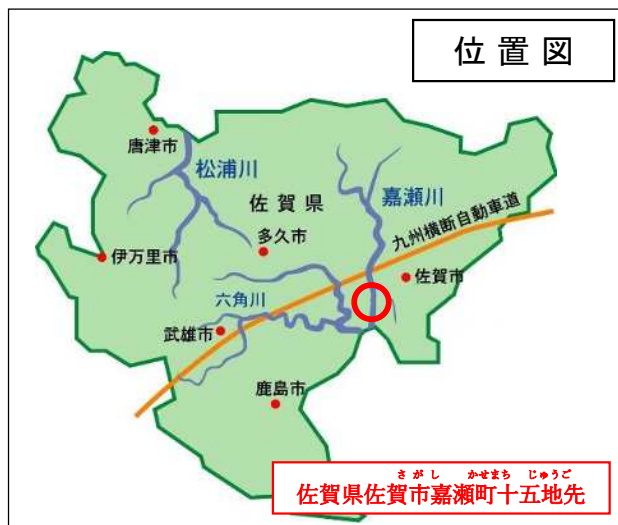 位置図
唐津市
松浦川
嘉瀬川
佐賀県
九州横断自動車道
多久市
伊万里市
佐賀市
六角川
武雄市
鹿島市
さがし かせまち じゅうご
佐賀県佐賀市嘉瀬町十五地先